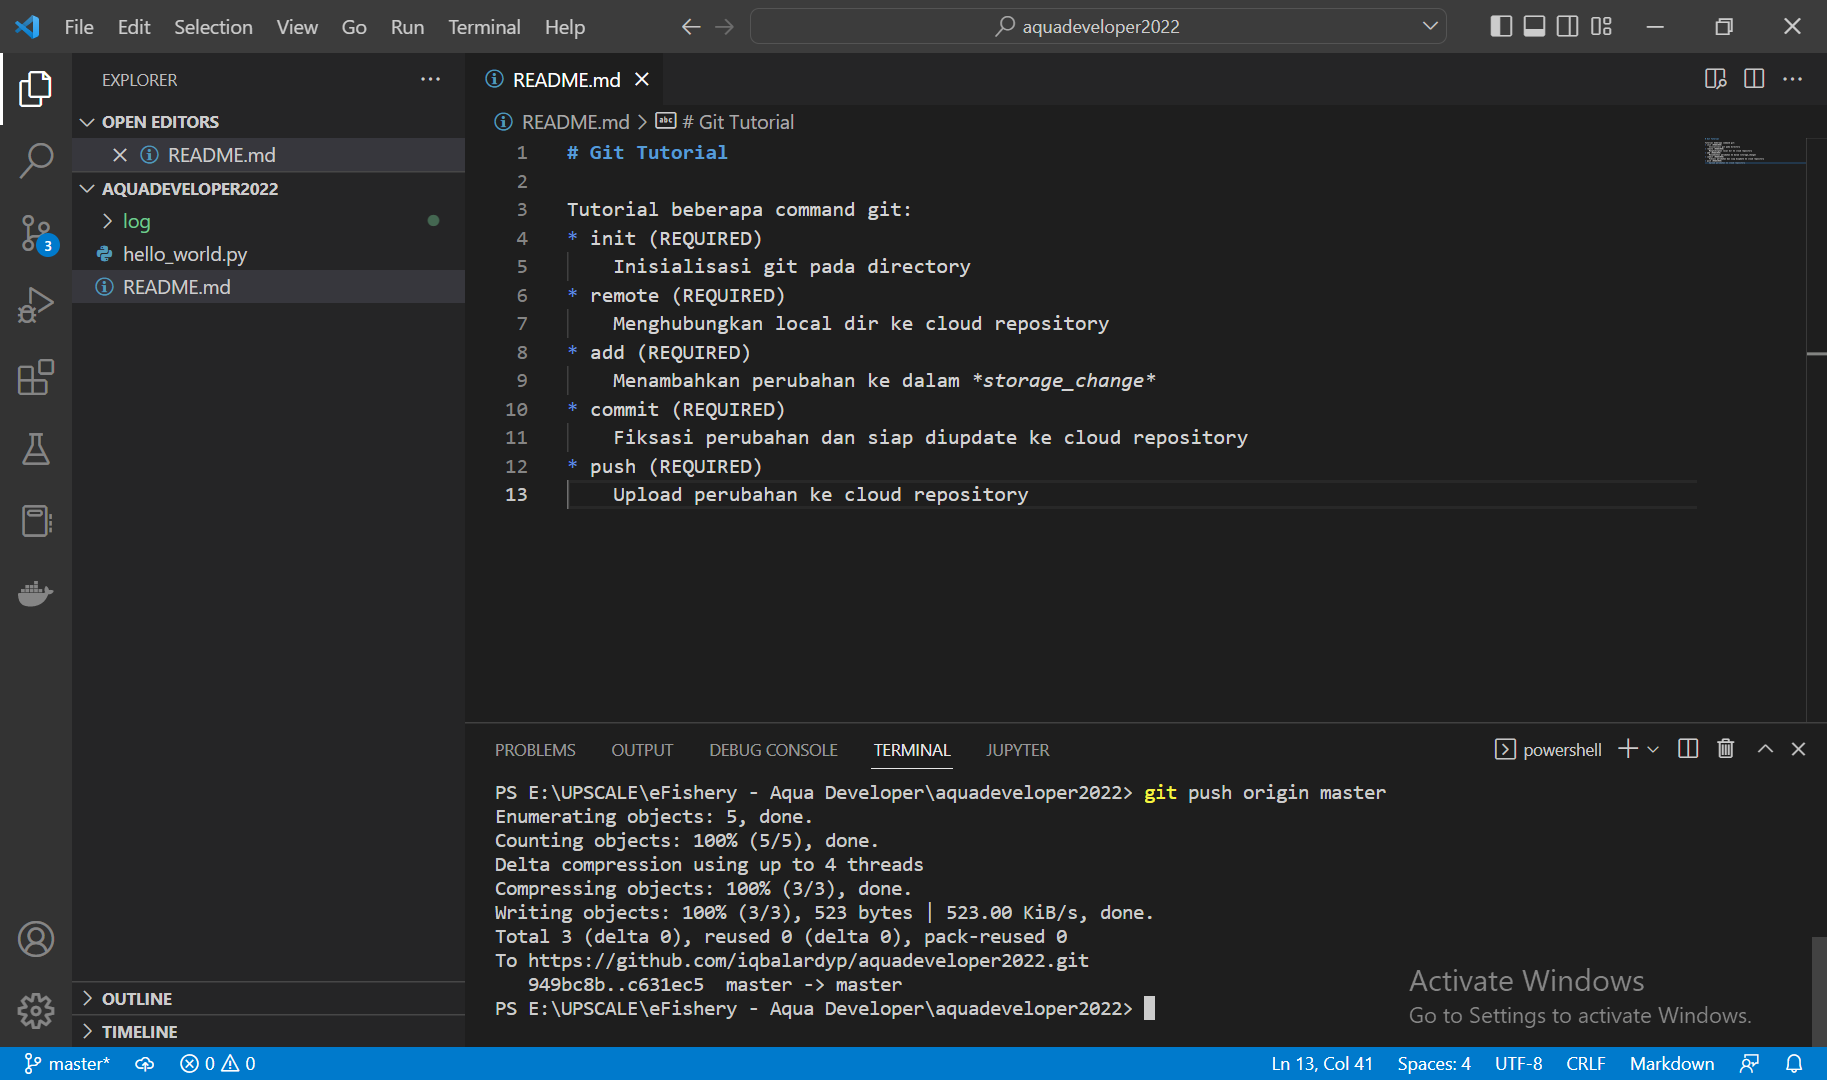 File Edit Selection View Go Run Terminal Help
aquadeveloper2022
EXPLORER
OPEN EDITORS
README.md
AQUADEVELOPER2022
log
hello_world.py
README.md
OUTLINE
TIMELINE
3
README.md
README.md > # Git Tutorial
1 # Git Tutorial
2
3 Tutorial beberapa command git:
4 * init (REQUIRED)
5 Inisialisasi git pada directory
6 * remote (REQUIRED)
7 Menghubungkan local dir ke cloud repository
8 * add (REQUIRED)
9 Menambahkan perubahan ke dalam *storage_change*
10 * commit (REQUIRED)
11 Fiksasi perubahan dan siap diupdate ke cloud repository
12 * push (REQUIRED)
13 Upload perubahan ke cloud repository
PROBLEMS OUTPUT DEBUG CONSOLE TERMINAL JUPYTER
powershell
PS E:\UPSCALE\eFishery - Aqua Developer\aquadeveloper2022> git push origin master
Enumerating objects: 5, done.
Counting objects: 100% (5/5), done.
Delta compression using up to 4 threads
Compressing objects: 100% (3/3), done.
Writing objects: 100% (3/3), 523 bytes | 523.00 KiB/s, done.
Total 3 (delta 0), reused 0 (delta 0), pack-reused 0
To https://github.com/iqbalardyp/aquadeveloper2022.git
949bc8b..c631ec5 master -> master
PS E:\UPSCALE\eFishery - Aqua Developer\aquadeveloper2022>
Activate Windows
Go to Settings to activate Windows.
master* 0 0 Ln 13, Col 41 Spaces: 4 UTF-8 CRLF Markdown